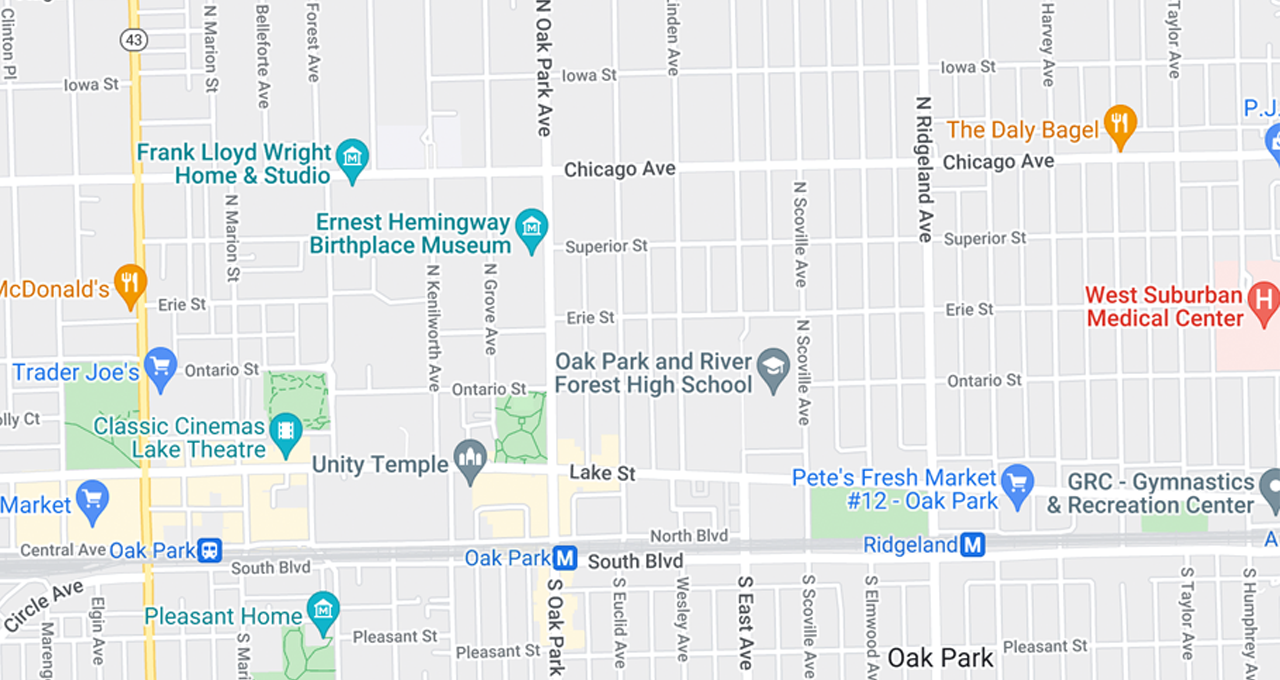 Clinton Pl
N Marion St
Belleforte Ave
Forest Ave
N Oak Park Ave
Linden Ave
Harvey Ave
Taylor Ave
43
Iowa St
Iowa St
Iowa St
N Ridgeland Ave
The Daly Bagel
P.J.
Frank Lloyd Wright
Home & Studio
Chicago Ave
Chicago Ave
N Marion St
N Scoville Ave
Ernest Hemingway
Birthplace Museum
Superior St
Superior St
N Kenilworth Ave
N Grove Ave
McDonald's
Erie St
Erie St
Erie St
West Suburban
Medical Center
H
N Scoville Ave
Trader Joe's
Ontario St
Ontario St
Oak Park and River
Forest High School
Ontario St
olly Ct
Classic Cinemas
Lake Theatre
Unity Temple
Lake St
Pete's Fresh Market
#12 - Oak Park
GRC - Gymnastics
& Recreation Center
Market
Central Ave
Oak Park
South Blvd
Oak Park
M
South Blvd
North Blvd
Ridgeland
M
A
Circle Ave
Elgin Ave
Mareng
S Mari
Pleasant Home
Pleasant St
Pleasant St
S Oak Park
S Euclid Ave
Wesley Ave
S East Ave
S Scoville Ave
S Elmwood Av
Oak Park
Pleasant St
S Taylor Ave
S Humphrey Av